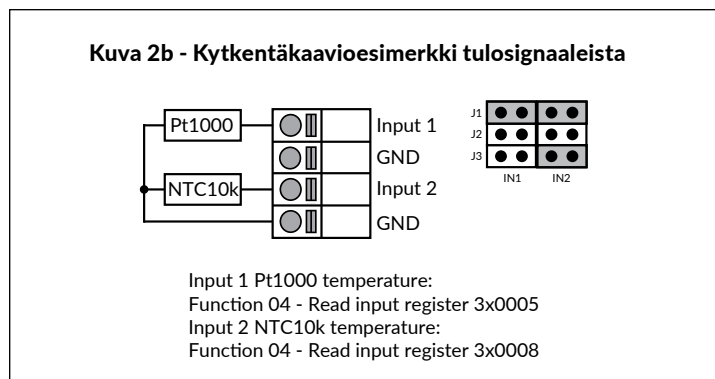 Kuva 2b - Kytkentäkaavioesimerkki tulosignaaleista
Pt1000
Input 1
GND
NTC10k
Input 2
GND
J1
J2
J3
IN1 IN2
Input 1 Pt1000 temperature:
Function 04 - Read input register 3x0005
Input 2 NTC10k temperature:
Function 04 - Read input register 3x0008